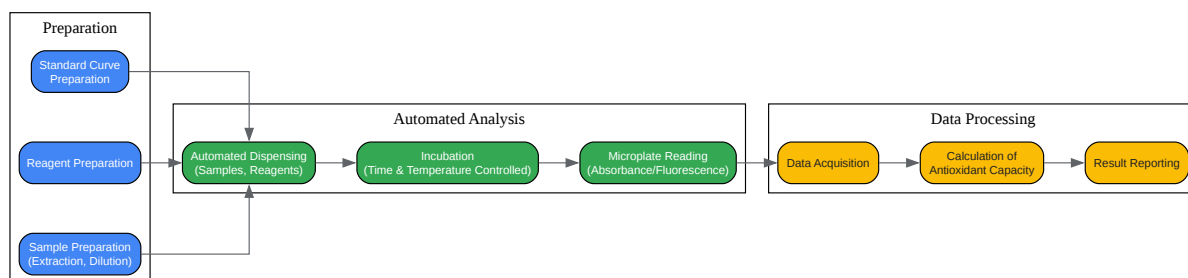 Preparation
Standard Curve
Preparation
Reagent Preparation
Sample Preparation
(Extraction, Dilution)
Automated Analysis
Automated Dispensing
(Samples, Reagents)
Incubation
(Time & Temperature Controlled)
Microplate Reading
(Absorbance/Fluorescence)
Data Processing
Data Acquisition
Calculation of
Antioxidant Capacity
Result Reporting